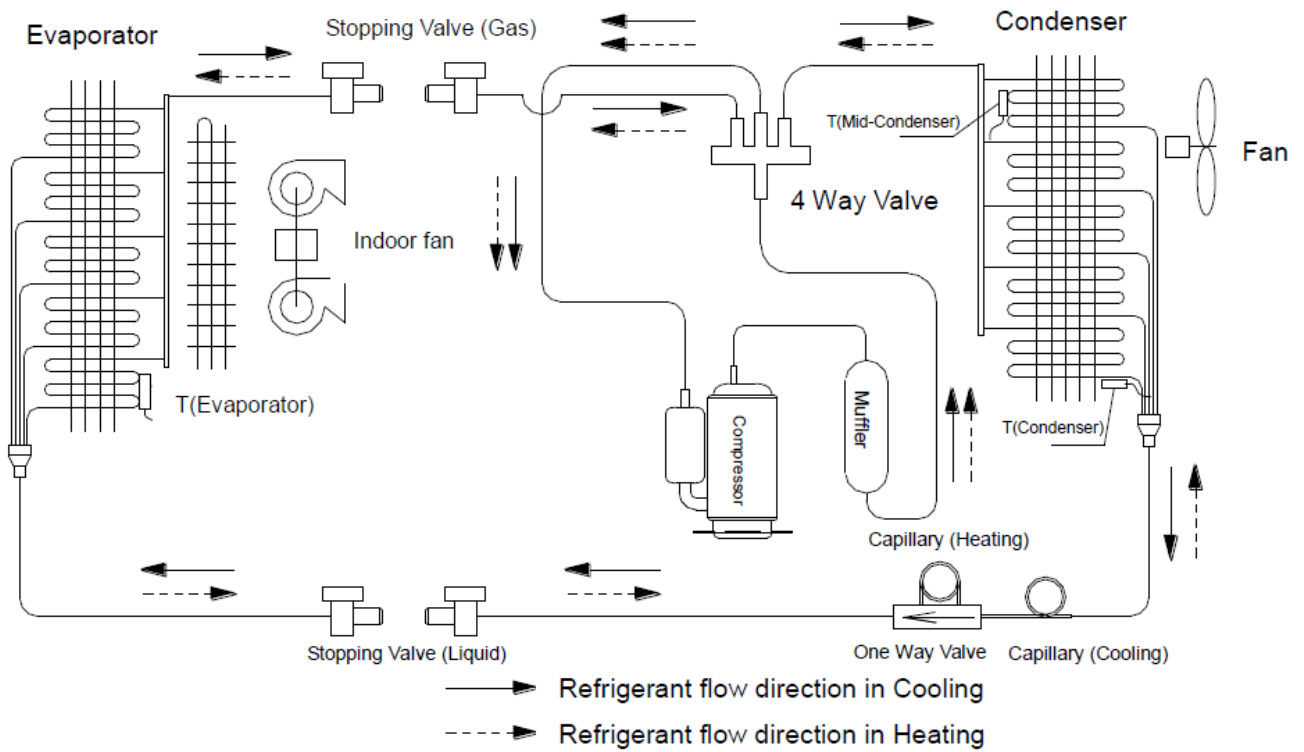 Evaporator
Stopping Valve (Gas)
Condenser
T(Mid-Condenser)
Fan
4 Way Valve
Indoor fan
T(Evaporator)
Compressor
Muffler
T(Condenser)
Capillary (Heating)
Stopping Valve (Liquid)
One Way Valve
Capillary (Cooling)
Refrigerant flow direction in Cooling
Refrigerant flow direction in Heating